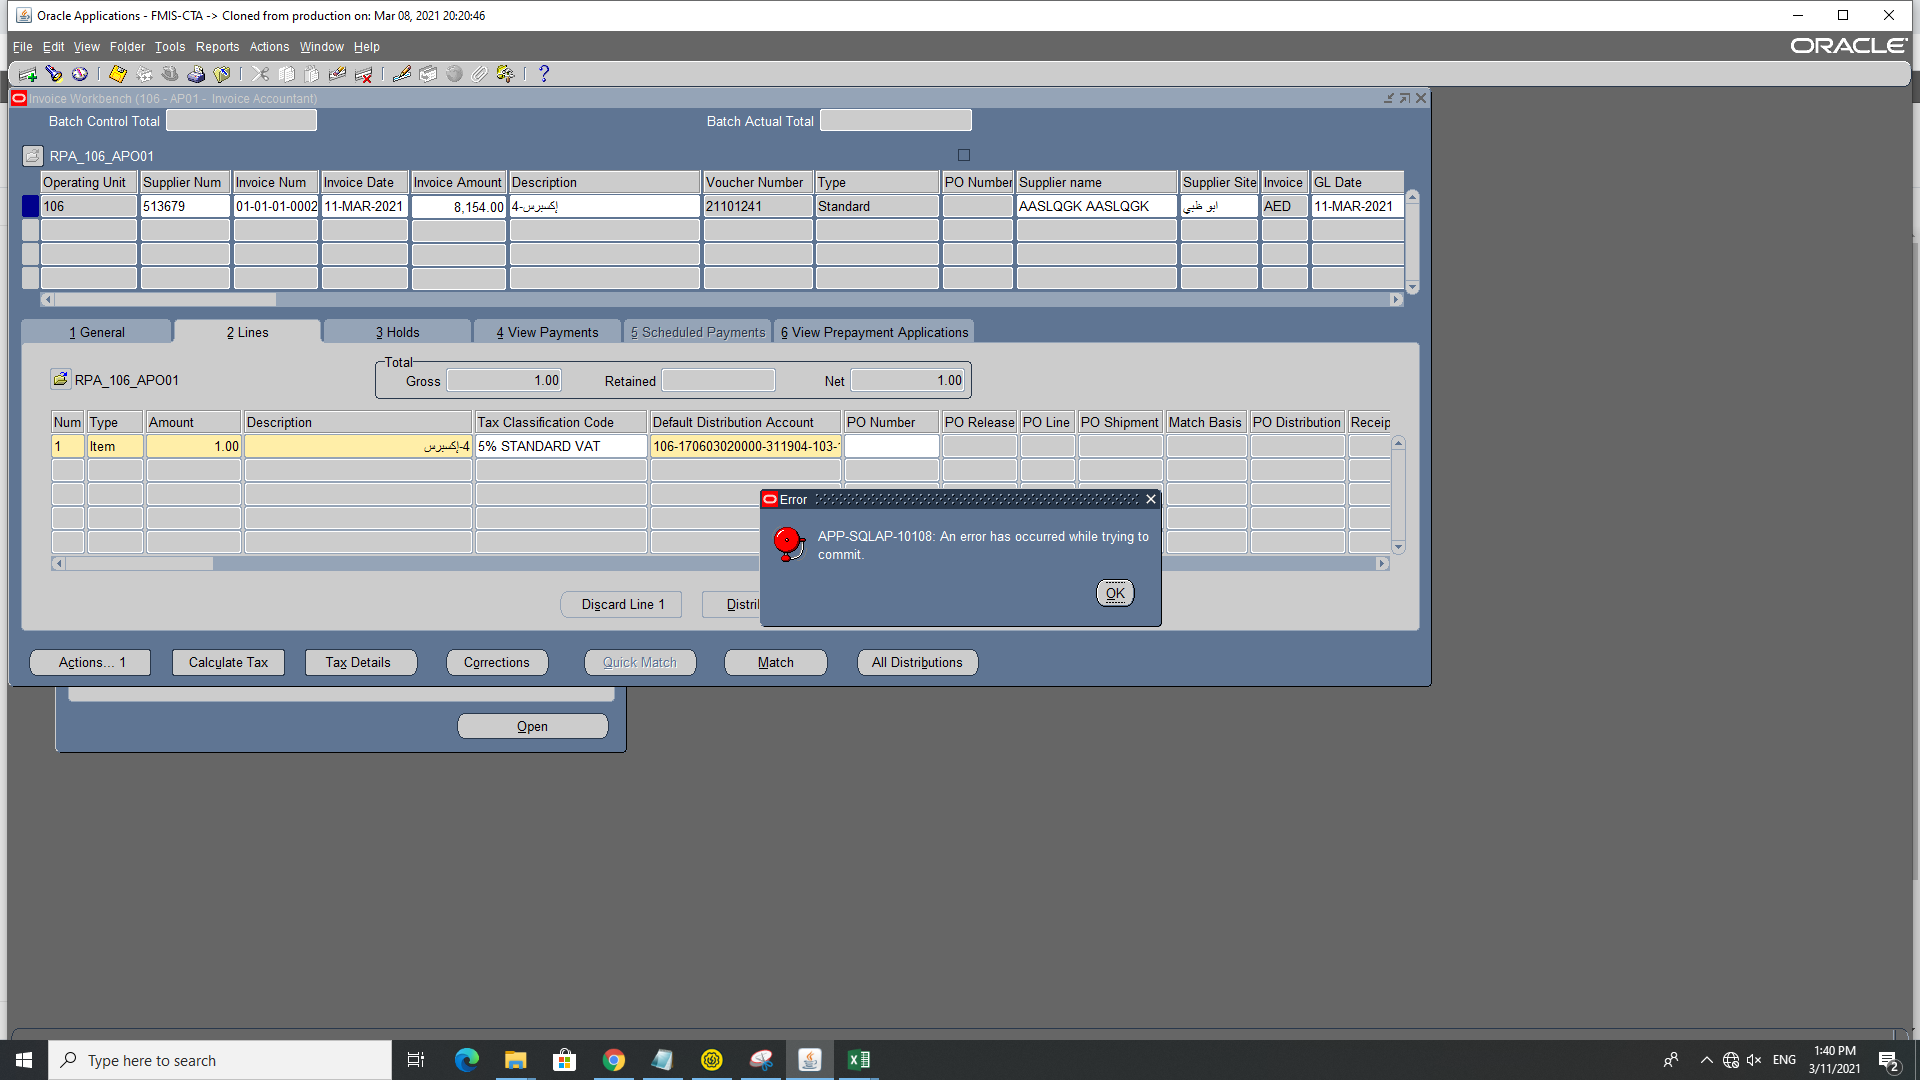 Oracle Applications - FMIS-CTA -> Cloned from production on: Mar 08, 2021 20:20:46
File Edit View Folder Tools Reports Actions Window Help
ORACLE
Invoice Workbench (106 - AP01 - Invoice Accountant)
Batch Control Total Batch Actual Total
RPA_106_APO01
Operating Unit Supplier Num Invoice Num Invoice Date Invoice Amount Description Voucher Number Type PO Number Supplier name Supplier Site Invoice GL Date
106 513679 01-01-01-0002 11-MAR-2021 8,154.00 4-إكسبرس 21101241 Standard AASLQGK AASLQGK ابو ظبي AED 11-MAR-2021
1 General 2 Lines 3 Holds 4 View Payments 5 Scheduled Payments 6 View Prepayment Applications
Total
RPA_106_APO01 Gross 1.00 Retained Net 1.00
Num Type Amount Description Tax Classification Code Default Distribution Account PO Number PO Release PO Line PO Shipment Match Basis PO Distribution Receip
1 Item 1.00 4-إكسبرس 5% STANDARD VAT 106-170603020000-311904-103-
Error
APP-SQLAP-10108: An error has occurred while trying to
commit.
OK
Discard Line 1 Distri
Actions... 1 Calculate Tax Tax Details Corrections Quick Match Match All Distributions
Open
Type here to search
ENG
1:40 PM
3/11/2021
2